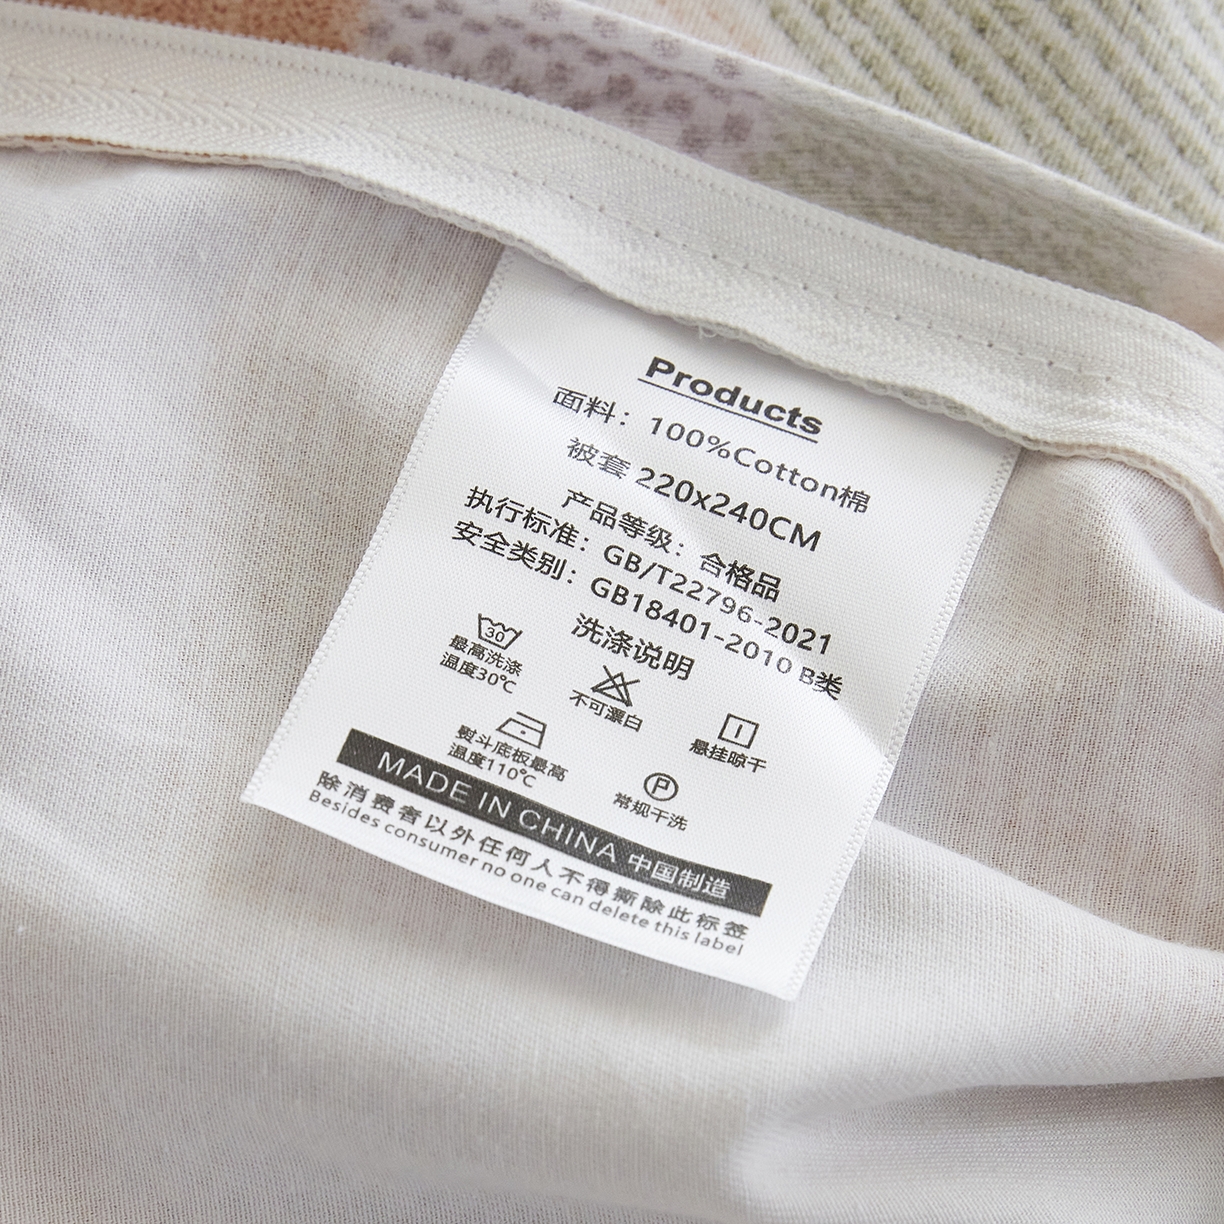 Products
面料：100%Cotton棉
被套 220x240CM
产品等级：合格品
执行标准：GB/T22796-2021
安全类别：GB18401-2010 B类
洗涤说明
30
最高洗涤
温度30℃
不可漂白
悬挂晾干
熨斗底板最高
温度110℃
P
常规干洗
MADE IN CHINA 中国制造
除消费者以外任何人不得撕除此标签
Besides consumer no one can delete this label